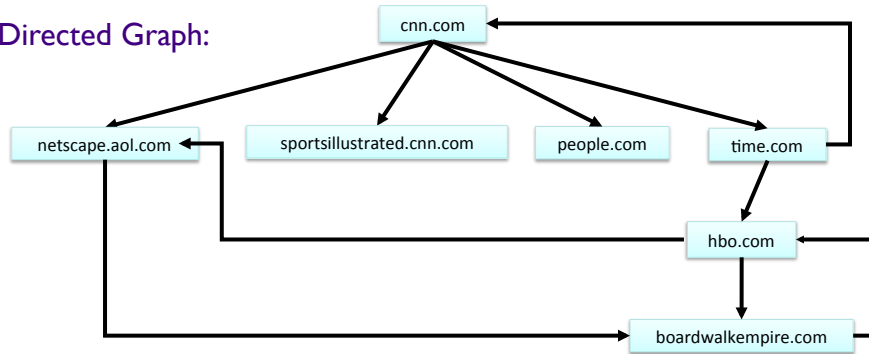 Directed Graph:
cnn.com
netscape.aol.com
sportsillustrated.cnn.com
people.com
time.com
hbo.com
boardwalkempire.com